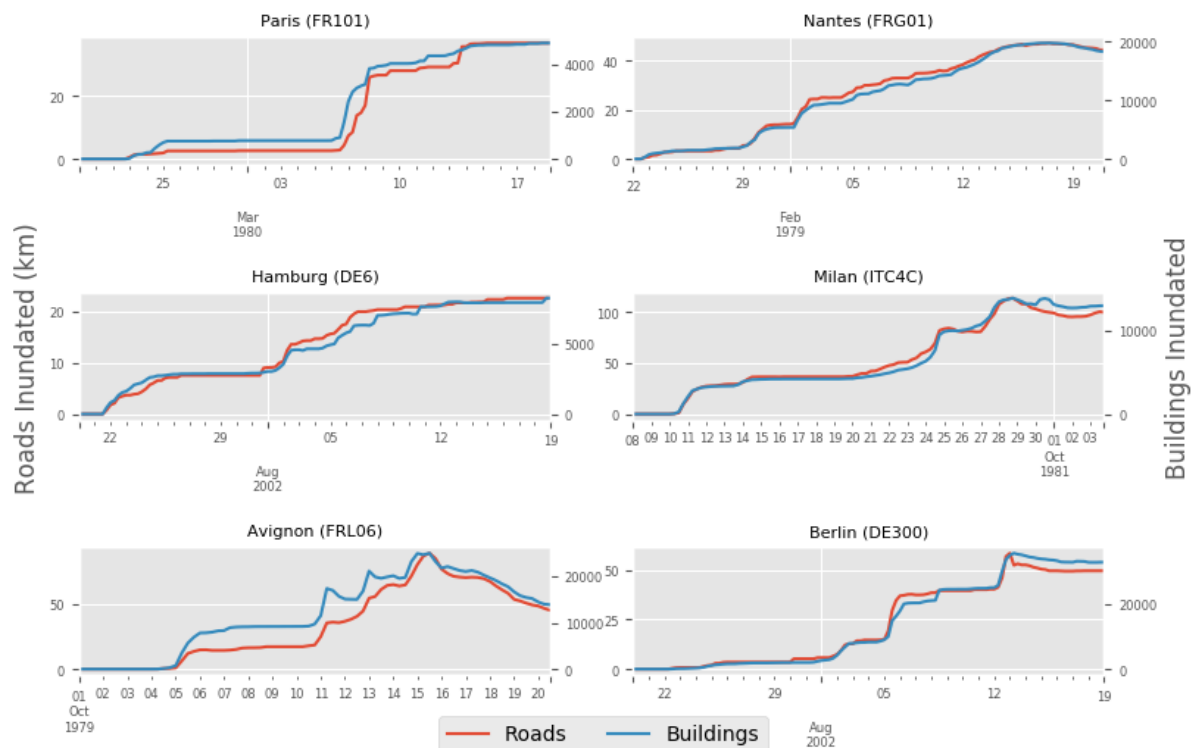 Paris (FR101)
20
0
4000
2000
0
25 03 10 17
Mar
1980
Nantes (FRG01)
40
20
0
20000
10000
0
22 29 05 12 19
Feb
1979
Roads Inundated (km)
Hamburg (DE6)
20
10
0
5000
0
22 29 05 12 19
Aug
2002
Milan (ITC4C)
100
50
0
10000
0
08 09 10 11 12 13 14 15 16 17 18 19 20 21 22 23 24 25 26 27 28 29 30 01 02 03
Oct
1981
Buildings Inundated
Avignon (FRL06)
50
0
20000
10000
0
01 02 03 04 05 06 07 08 09 10 11 12 13 14 15 16 17 18 19 20
Oct
1979
Berlin (DE300)
50
25
0
20000
0
22 29 05 12 19
Aug
2002
Roads Buildings